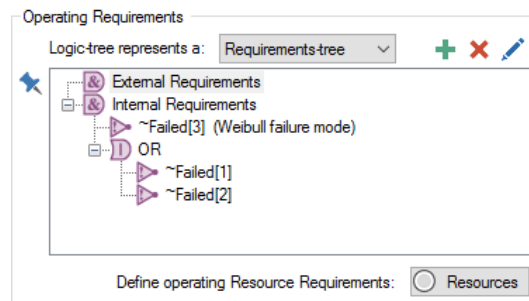 Operating Requirements
Logic-tree represents a: Requirements-tree
& External Requirements
& Internal Requirements
~Failed[3] (Weibull failure mode)
OR
~Failed[1]
~Failed[2]
Define operating Resource Requirements: Resources